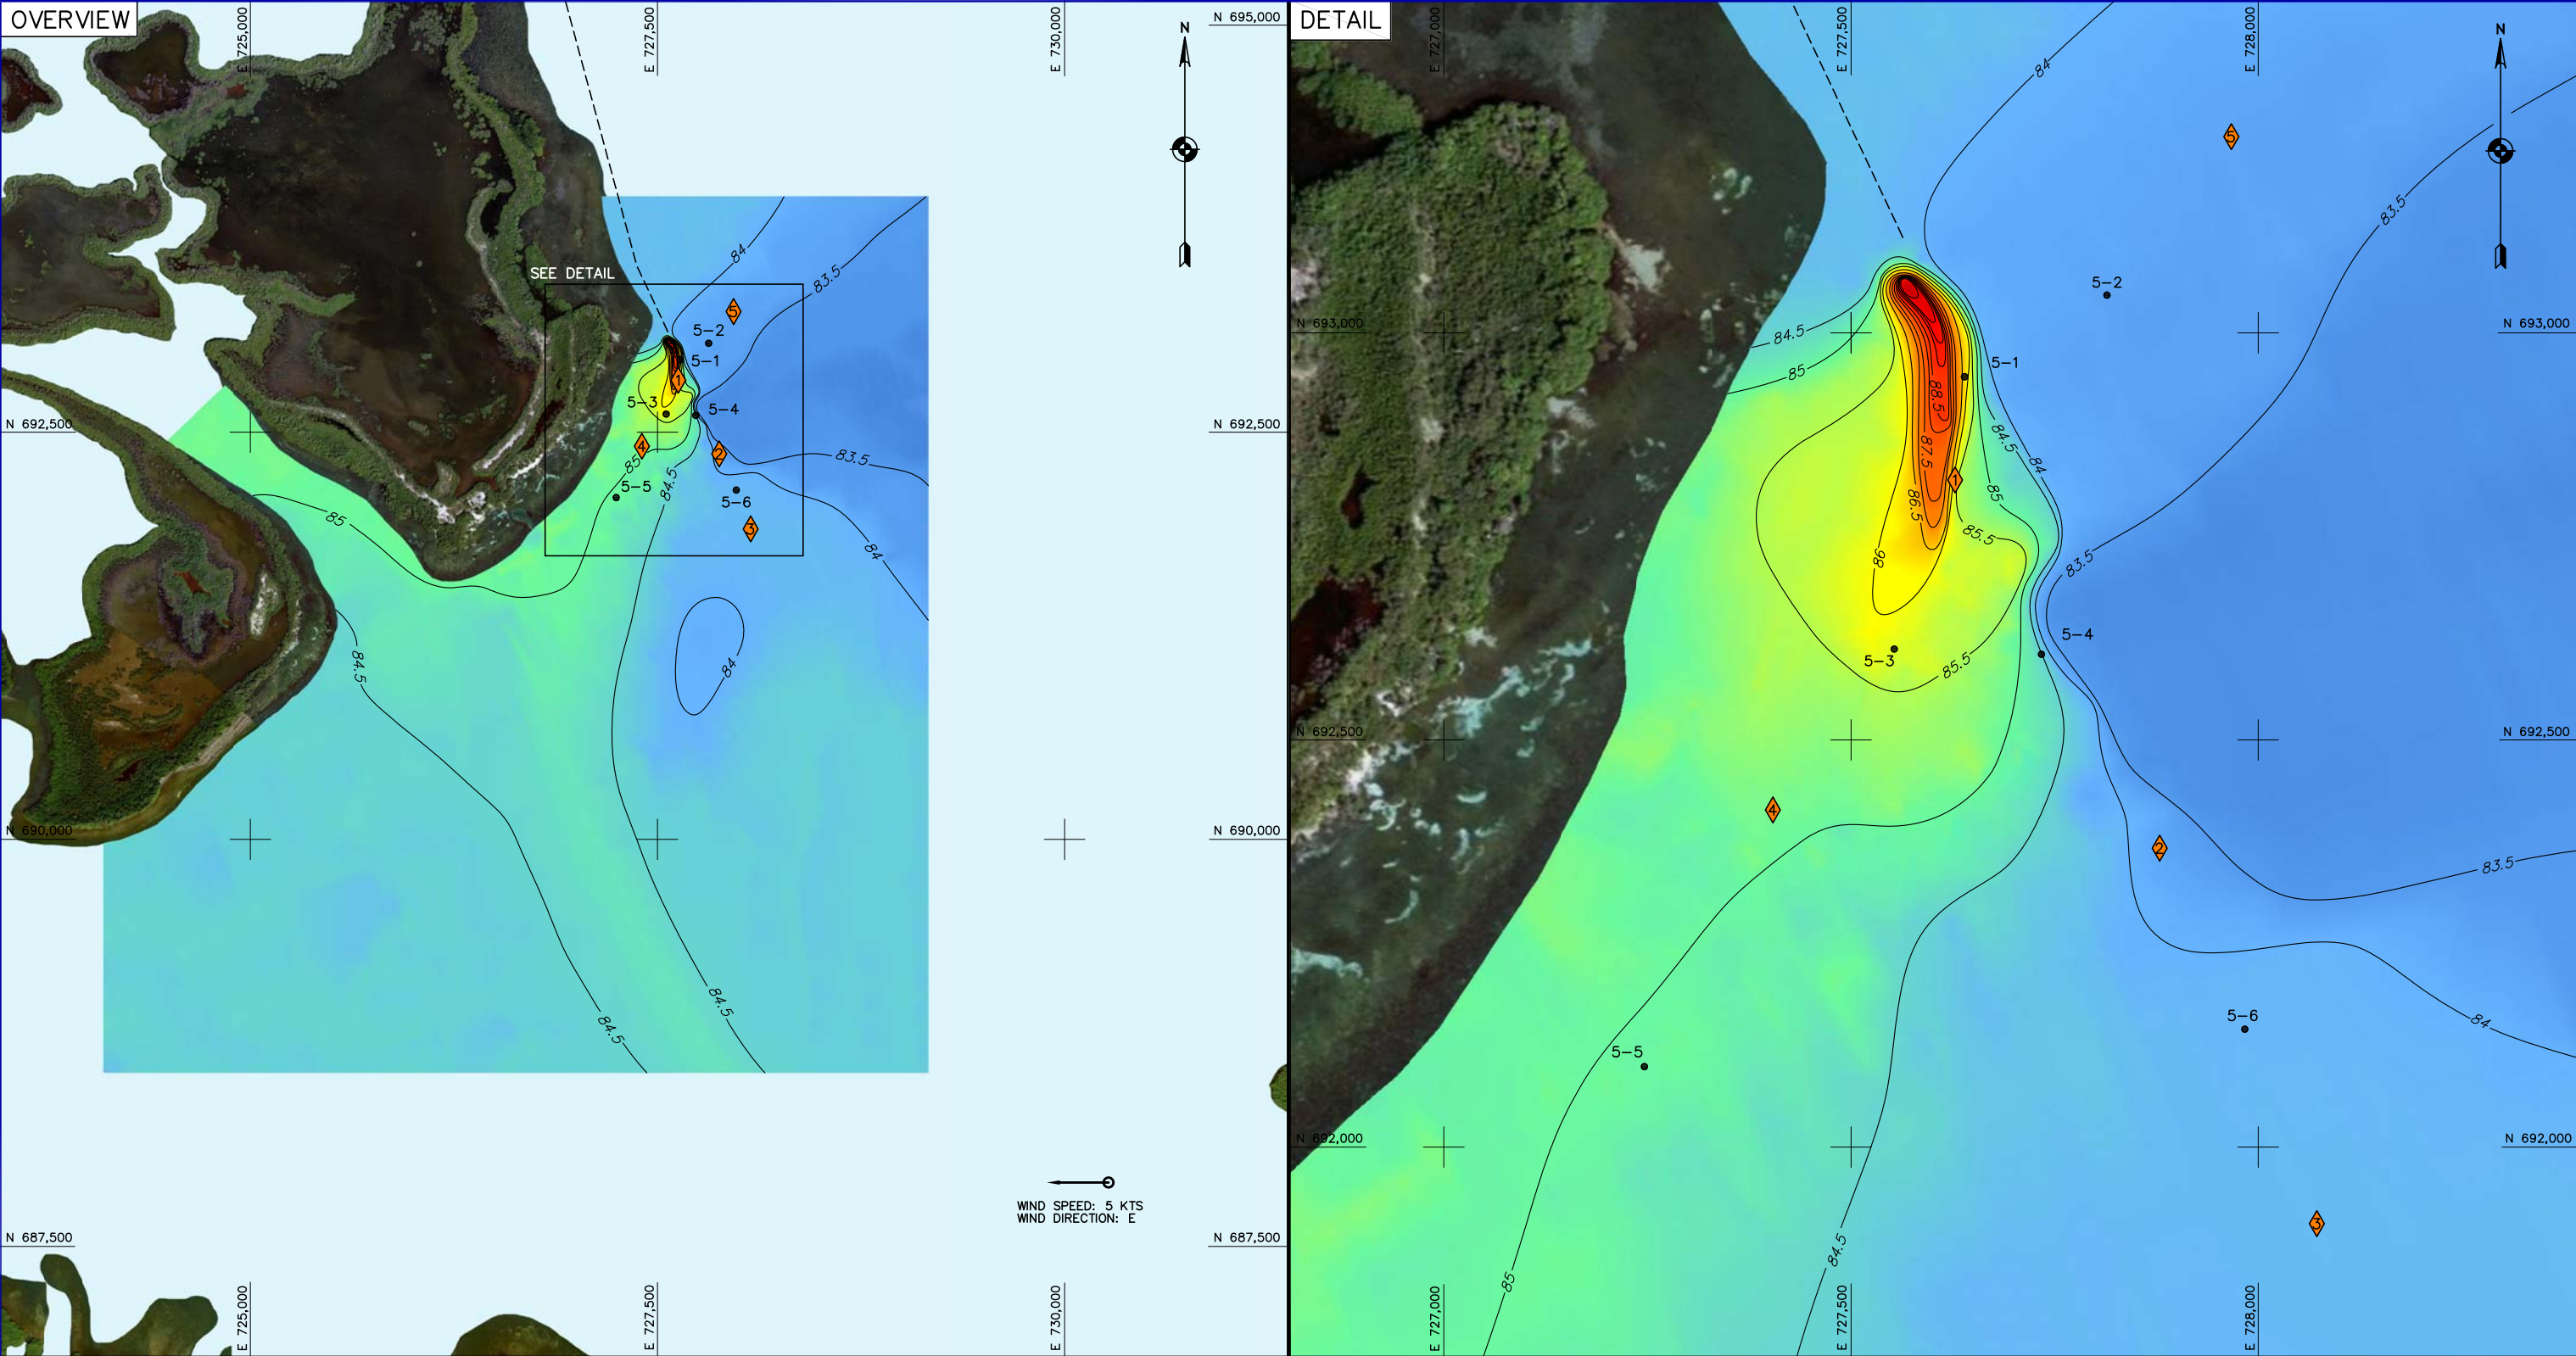 OVERVIEW
E 725,000
E 727,500
E 730,000
N 695,000
N
84
83.5
SEE DETAIL
5
5-2
5-1
1
5-3
5-4
N 692,500
N 692,500
4
2
85
83.5
5-5
84.5
5-6
3
85
84
84.5
84
N 690,000
N 690,000
84.5
84.5
WIND SPEED: 5 KTS
WIND DIRECTION: E
N 687,500
N 687,500
E 725,000
E 727,500
E 730,000
DETAIL
E 727,000
E 727,500
E 728,000
N
84
5
83.5
5-2
N 693,000
N 693,000
84.5
85
5-1
88.5
84.5
87.5
84
1
85
86.5
85.5
86
83.5
5-4
5-3
85.5
N 692,500
N 692,500
4
2
83.5
5-6
84
5-5
N 692,000
N 692,000
3
84.5
85
E 727,000
E 727,500
E 728,000